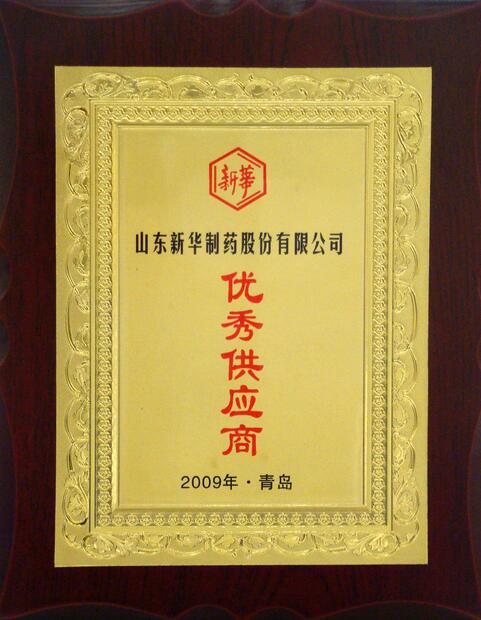 新華
山东新华制药股份有限公司
优秀供应商
2009年·青岛